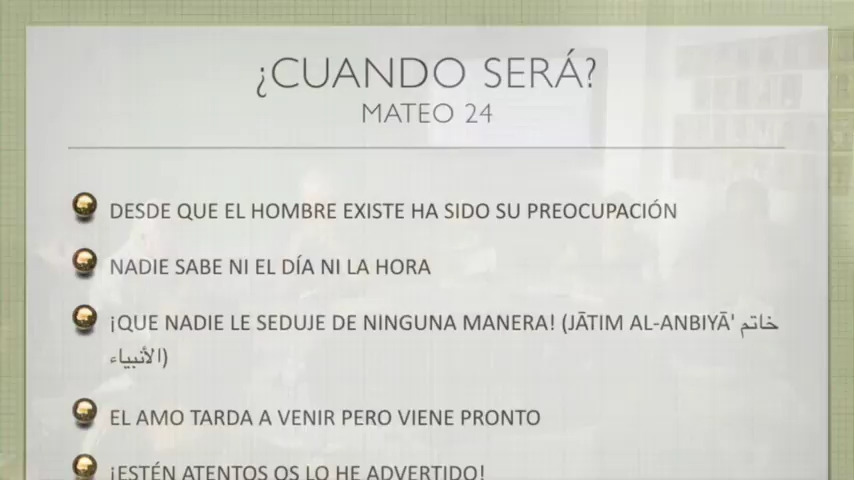 ¿CUANDO SERÁ?
MATEO 24
DESDE QUE EL HOMBRE EXISTE HA SIDO SU PREOCUPACIÓN
NADIE SABE NI EL DÍA NI LA HORA
¡QUE NADIE LE SEDUJE DE NINGUNA MANERA! (JĀTIM AL-ANBIYĀ' خاتم
الأنبياء)
EL AMO TARDA A VENIR PERO VIENE PRONTO
¡ESTÉN ATENTOS OS LO HE ADVERTIDO!